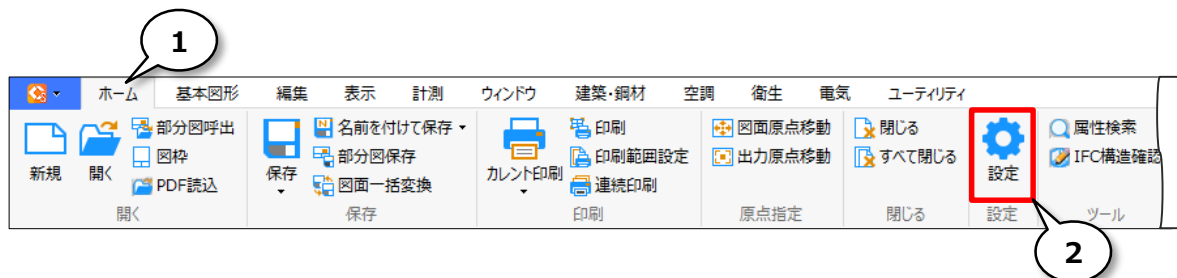 1
ホーム 基本図形 編集 表示 計測 ウィンドウ 建築・鋼材 空調 衛生 電気 ユーティリティ
新規
開く
部分図呼出
図枠
PDF読込
開く
保存
名前を付けて保存
部分図保存
図面一括変換
保存
カレント印刷
印刷
印刷範囲設定
連続印刷
印刷
図面原点移動
出力原点移動
原点指定
閉じる
すべて閉じる
閉じる
設定
設定
属性検索
IFC構造確認
ツール
2